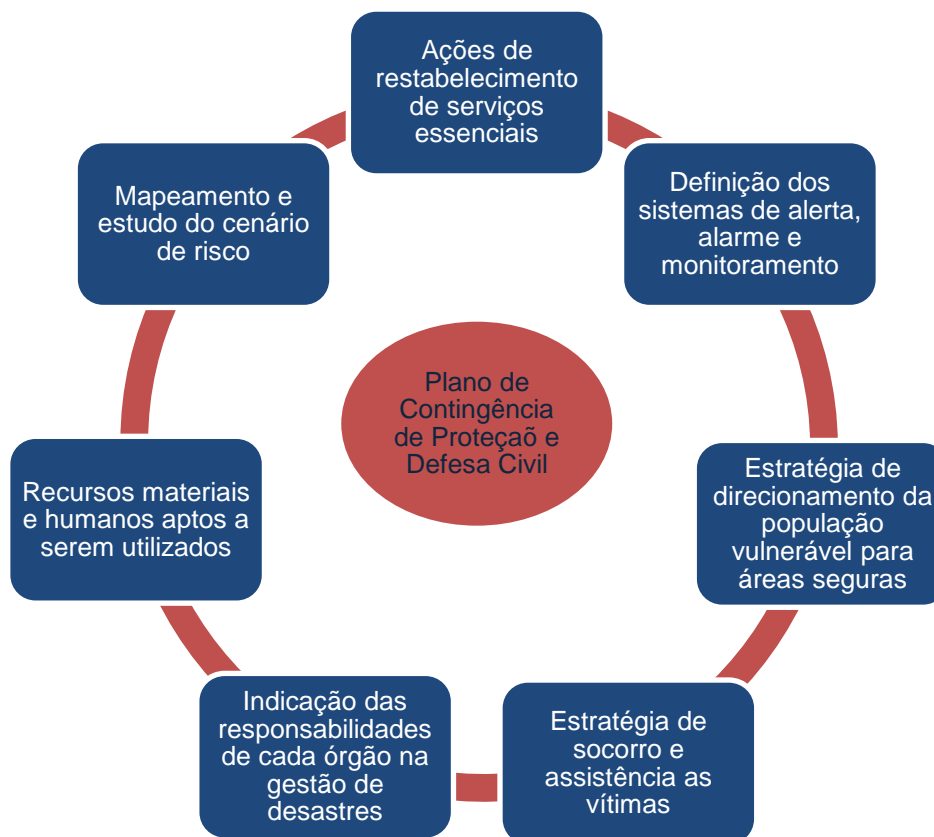 Ações de
restabelecimento
de serviços
essenciais
Definição dos
sistemas de alerta,
alarme e
monitoramento
Estratégia de
direcionamento da
população
vulnerável para
áreas seguras
Estratégia de
socorro e
assistência as
vítimas
Indicação das
responsabilidades
de cada órgão na
gestão de
desastres
Recursos materiais
e humanos aptos a
serem utilizados
Mapeamento e
estudo do cenário
de risco
Plano de
Contingência
de Proteçaõ e
Defesa Civil